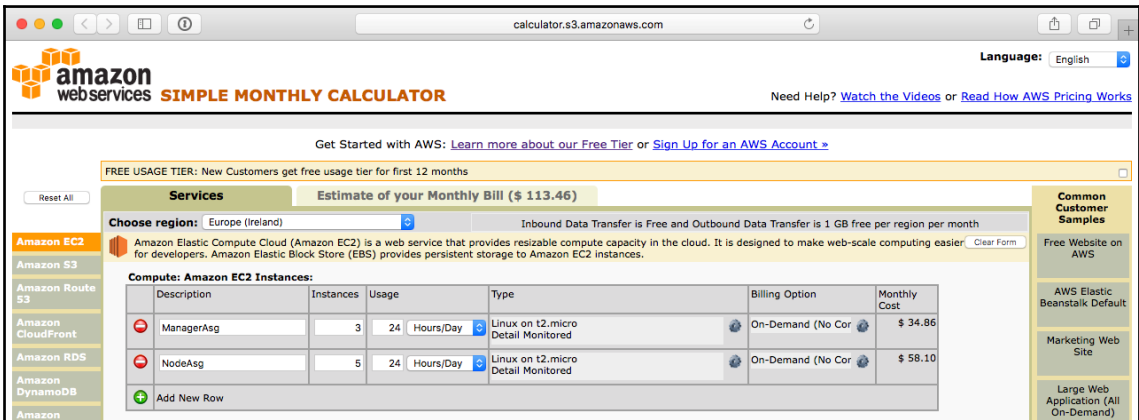 calculator.s3.amazonaws.com
Language: English
amazon
webservices SIMPLE MONTHLY CALCULATOR
Need Help? Watch the Videos or Read How AWS Pricing Works
Get Started with AWS: Learn more about our Free Tier or Sign Up for an AWS Account »
FREE USAGE TIER: New Customers get free usage tier for first 12 months
Reset All
Services
Estimate of your Monthly Bill ($ 113.46)
Common
Customer
Samples
Choose region: Europe (Ireland)
Inbound Data Transfer is Free and Outbound Data Transfer is 1 GB free per region per month
Amazon EC2
Amazon Elastic Compute Cloud (Amazon EC2) is a web service that provides resizable compute capacity in the cloud. It is designed to make web-scale computing easier
for developers. Amazon Elastic Block Store (EBS) provides persistent storage to Amazon EC2 instances.
Clear Form
Free Website on
AWS
Amazon S3
Amazon Route
53
Amazon
CloudFront
Amazon RDS
Amazon
DynamoDB
Amazon
Compute: Amazon EC2 Instances:
Description Instances Usage Type Billing Option Monthly
Cost
ManagerAsg 3 24 Hours/Day Linux on t2.micro
Detail Monitored
On-Demand (No Cor $ 34.86
NodeAsg 5 24 Hours/Day Linux on t2.micro
Detail Monitored
On-Demand (No Cor $ 58.10
Add New Row
AWS Elastic
Beanstalk Default
Marketing Web
Site
Large Web
Application (All
On-Demand)